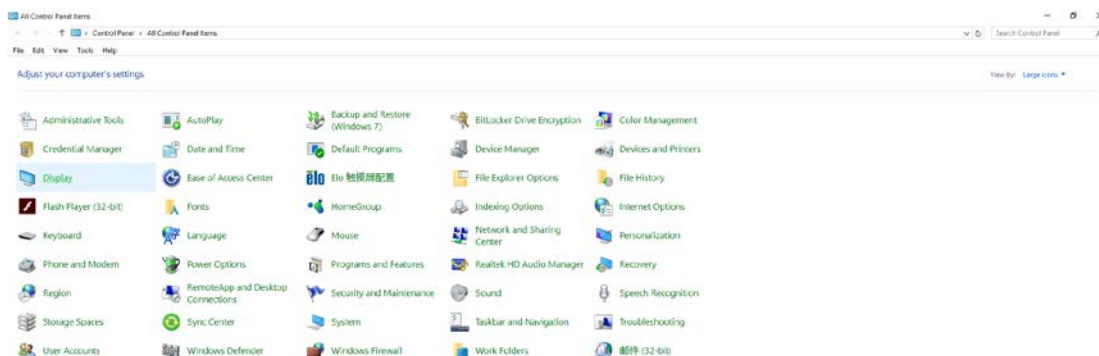 All Control Panel Items
Control Panel › All Control Panel Items
Search Control Panel
File Edit View Tools Help
Adjust your computer's settings
View by: Large icons
Administrative Tools
AutoPlay
Backup and Restore
(Windows 7)
BitLocker Drive Encryption
Color Management
Credential Manager
Date and Time
Default Programs
Device Manager
Devices and Printers
Display
Ease of Access Center
elo Elo 触摸屏配置
File Explorer Options
File History
Flash Player (32-bit)
Fonts
HomeGroup
Indexing Options
Internet Options
Keyboard
Language
Mouse
Network and Sharing
Center
Personalization
Phone and Modem
Power Options
Programs and Features
Realtek HD Audio Manager
Recovery
Region
RemoteApp and Desktop
Connections
Security and Maintenance
Sound
Speech Recognition
Storage Spaces
Sync Center
System
Taskbar and Navigation
Troubleshooting
User Accounts
Windows Defender
Windows Firewall
Work Folders
邮件 (32-bit)